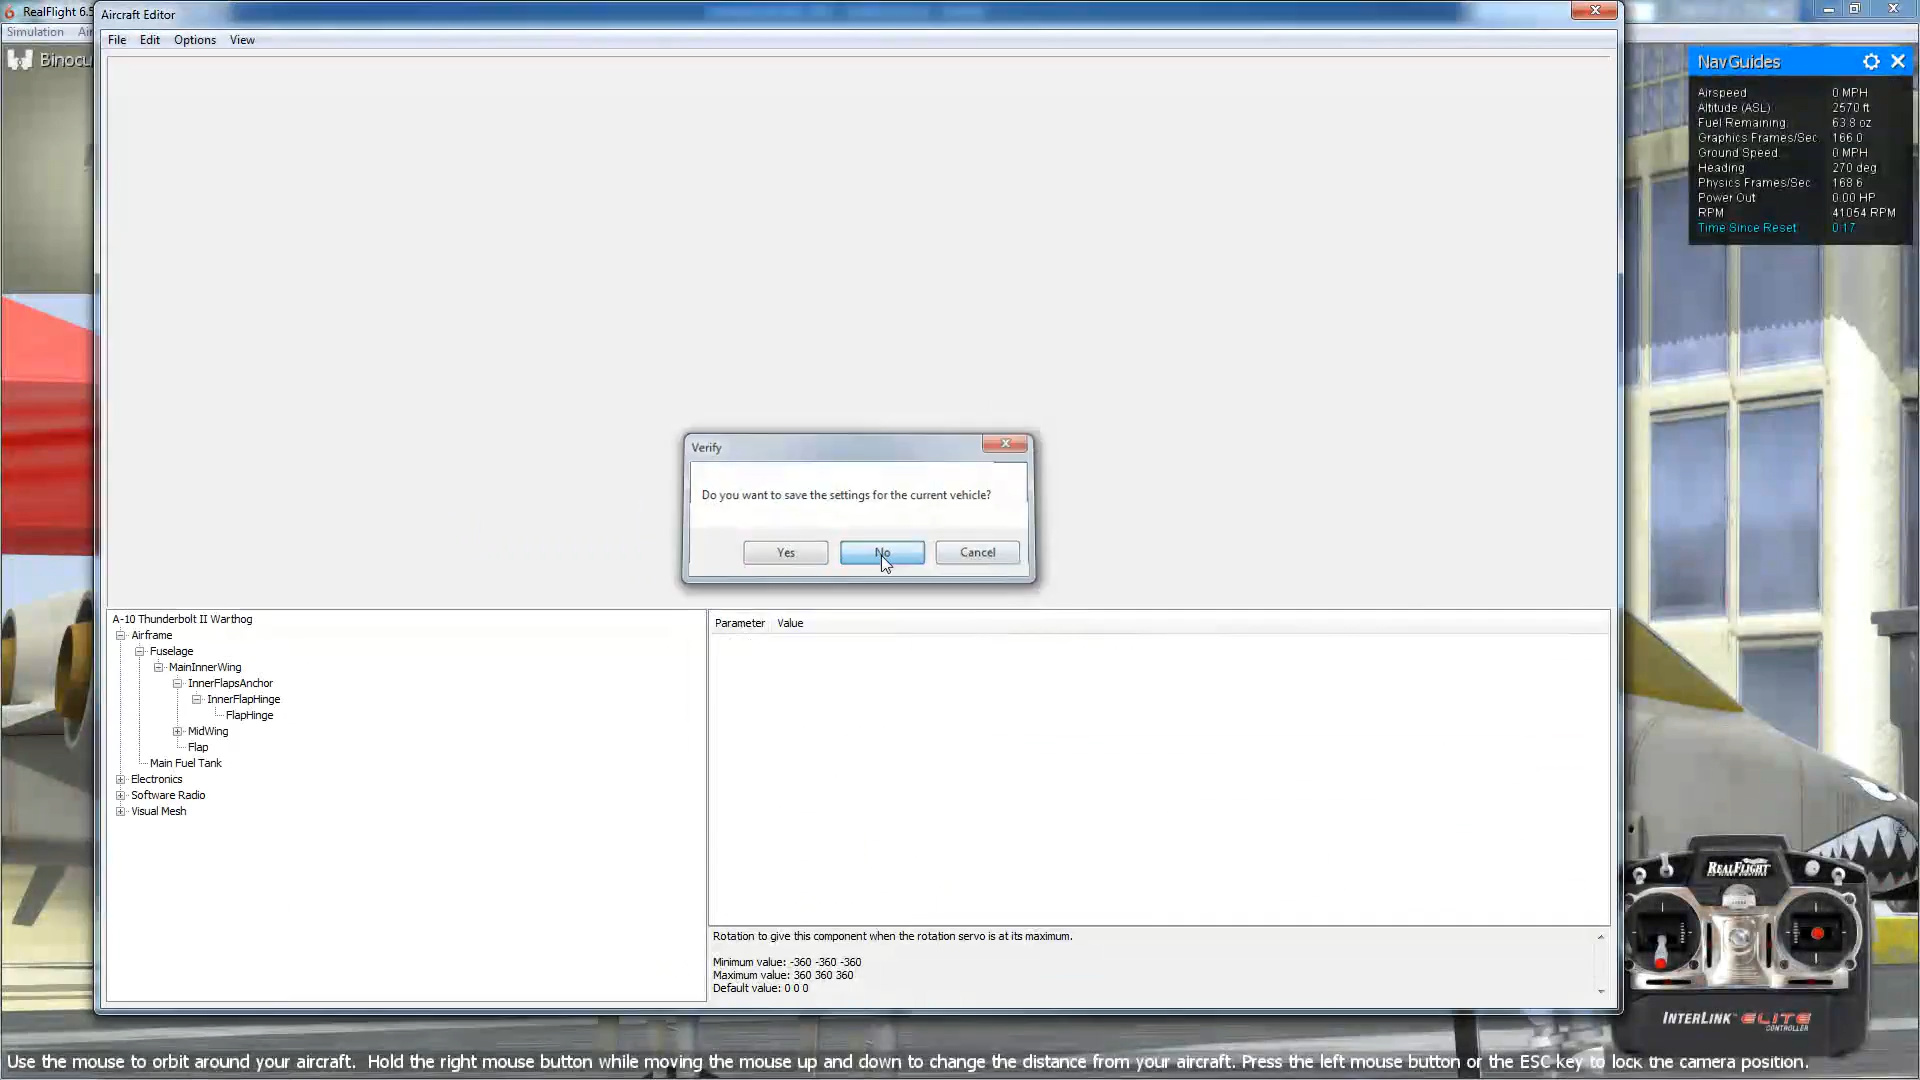 RealFlight 6.5
Aircraft Editor
Simulation
File Edit Options View
Binocu
NavGuides
Airspeed 0 MPH
Altitude (ASL) 2570 ft
Fuel Remaining 63.8 oz
Graphics Frames/Sec 166.0
Ground Speed 0 MPH
Heading 270 deg
Physics Frames/Sec 168.6
Power Out 0.00 HP
RPM 41054 RPM
Time Since Reset 0:17
Verify
Do you want to save the settings for the current vehicle?
Yes No Cancel
A-10 Thunderbolt II Warthog
Airframe
Fuselage
MainInnerWing
InnerFlapsAnchor
InnerFlapHinge
FlapHinge
MidWing
Flap
Main Fuel Tank
Electronics
Software Radio
Visual Mesh
Parameter Value
Rotation to give this component when the rotation servo is at its maximum.
Minimum value: -360 -360 -360
Maximum value: 360 360 360
Default value: 0 0 0
REALFLIGHT
INTERLINK ELITE
CONTROLLER
Use the mouse to orbit around your aircraft. Hold the right mouse button while moving the mouse up and down to change the distance from your aircraft. Press the left mouse button or the ESC key to lock the camera position.